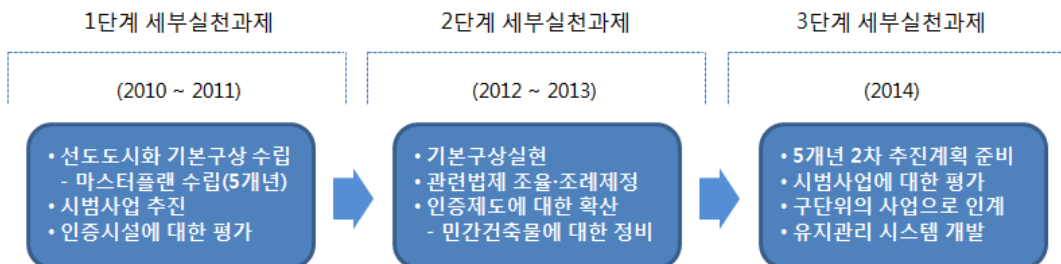 1단계 세부실천과제
(2010 ~ 2011)
• 선도도시화 기본구상 수립
- 마스터플랜 수립(5개년)
• 시범사업 추진
• 인증시설에 대한 평가
2단계 세부실천과제
(2012 ~ 2013)
• 기본구상실현
• 관련법제 조율·조례제정
• 인증제도에 대한 확산
- 민간건축물에 대한 정비
3단계 세부실천과제
(2014)
• 5개년 2차 추진계획 준비
• 시범사업에 대한 평가
• 구단위의 사업으로 인계
• 유지관리 시스템 개발